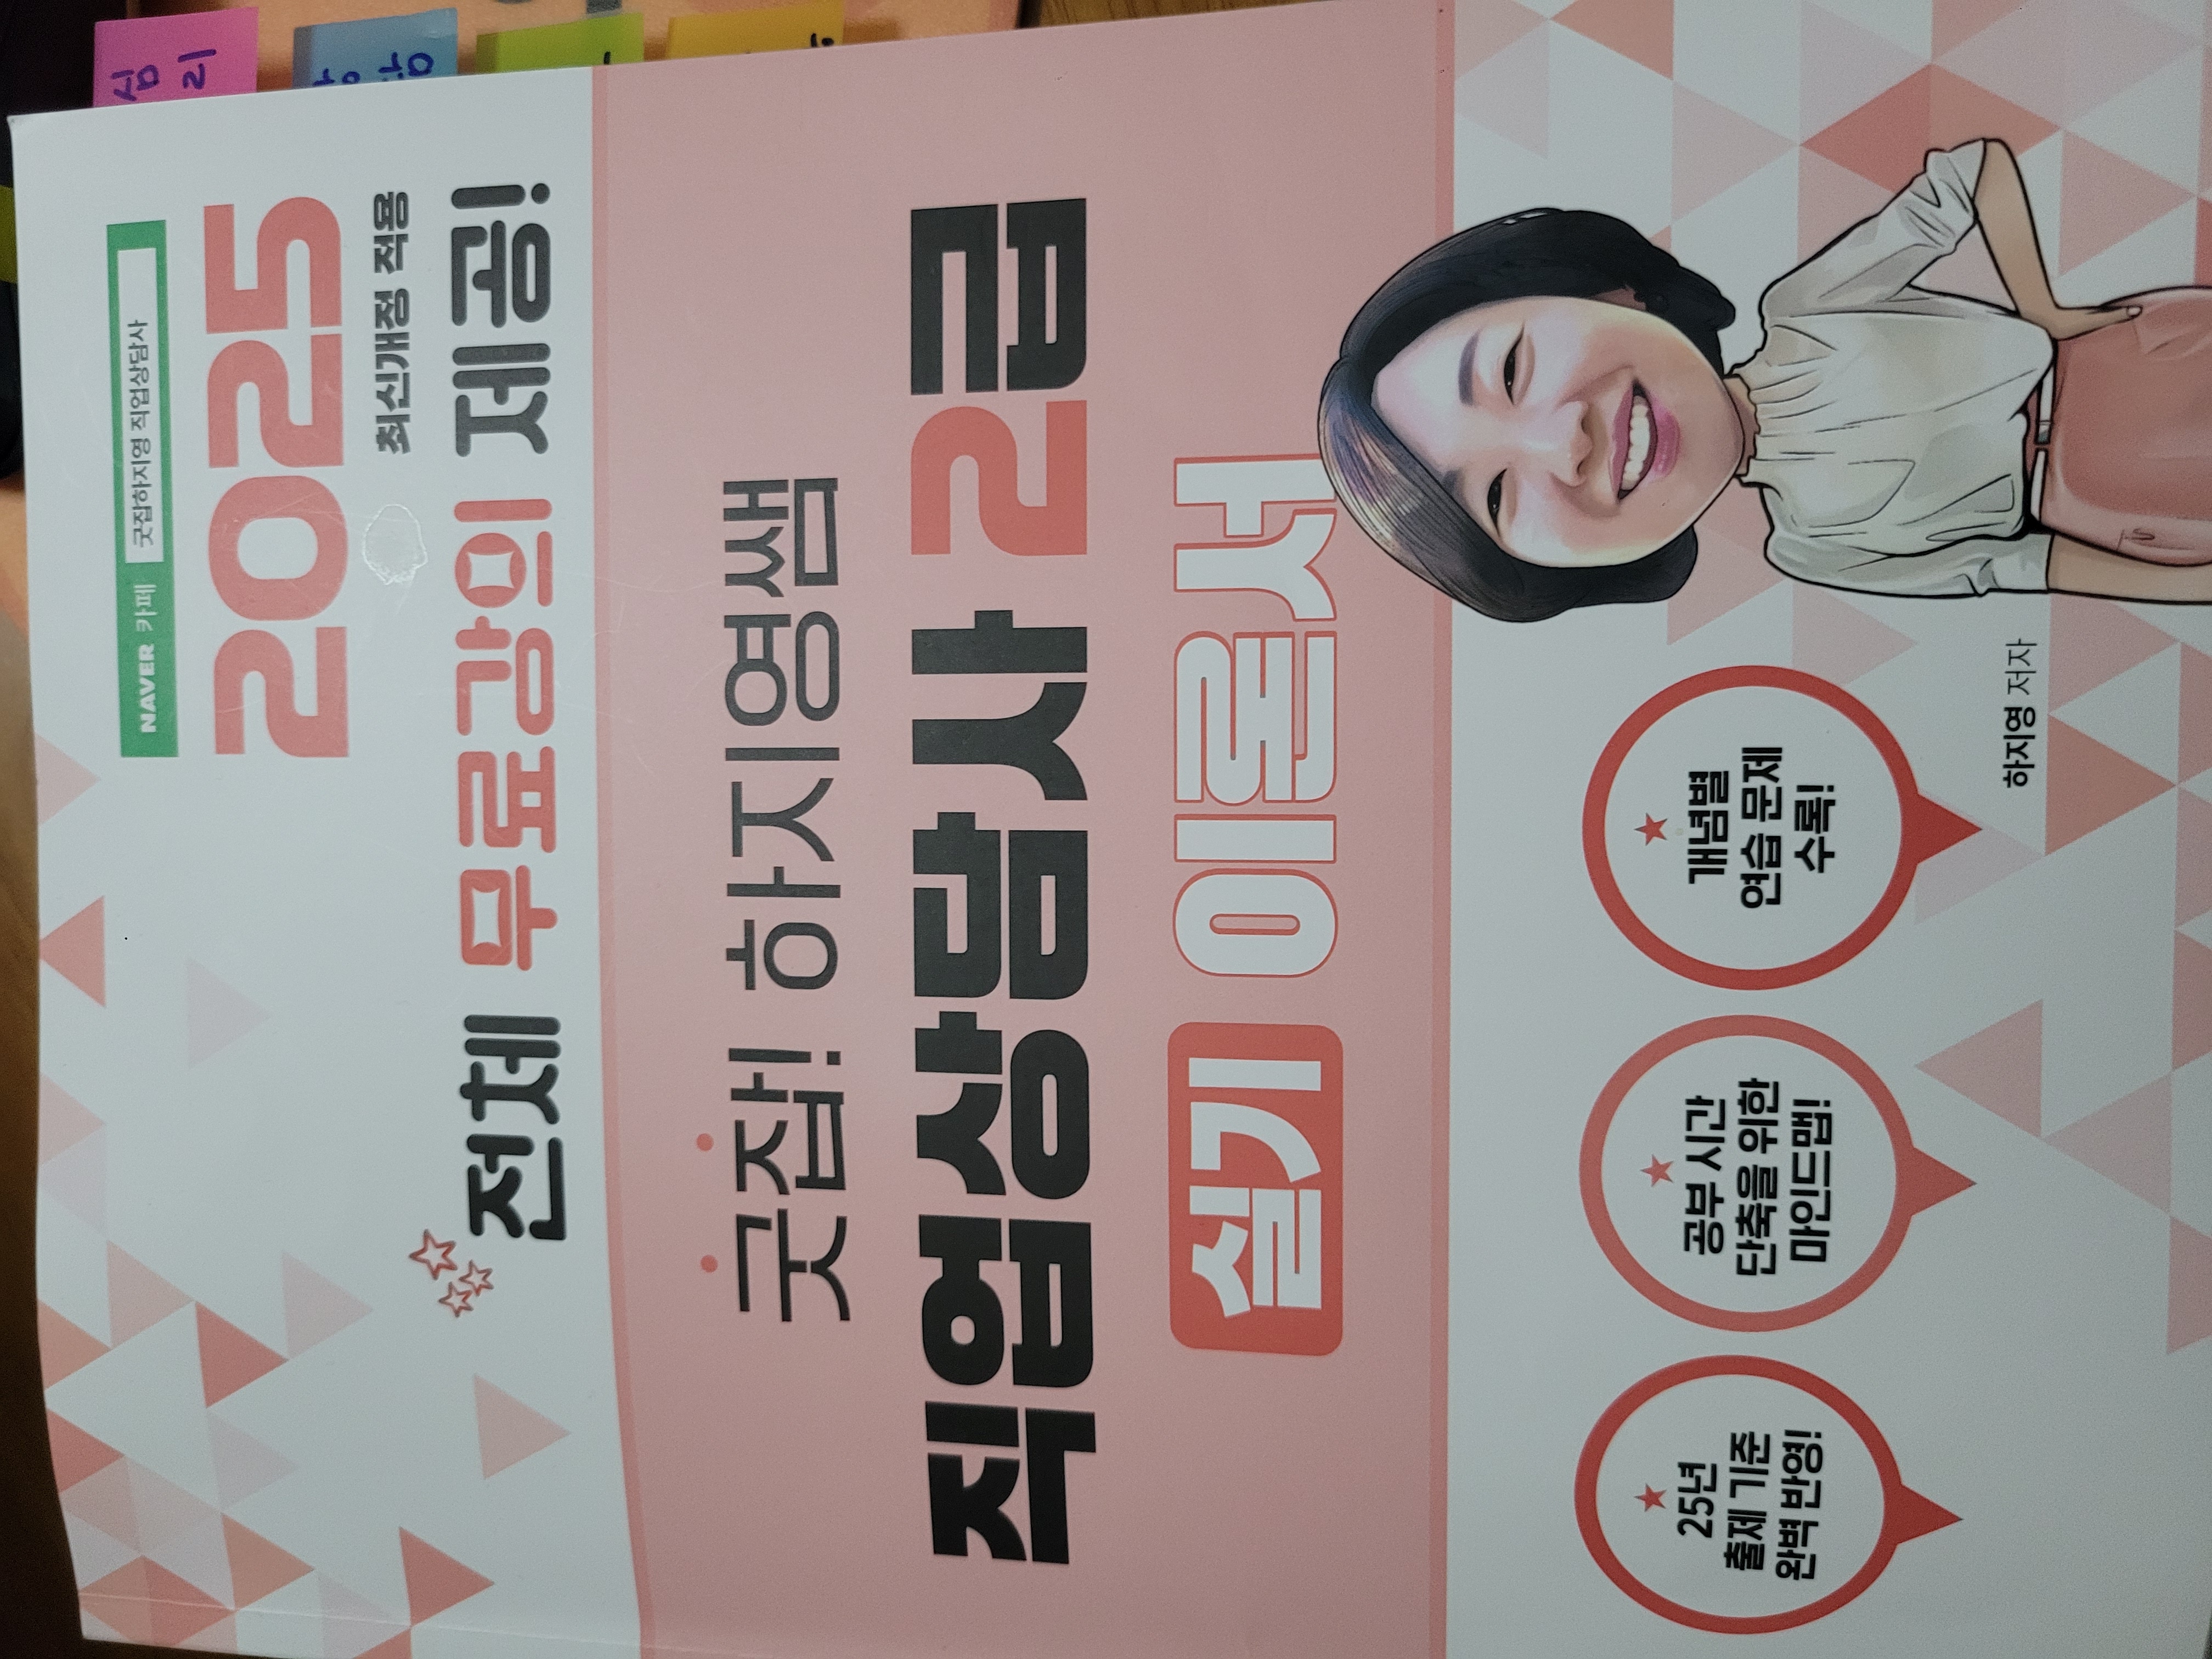 NAVER 카페 굿잡하지영 직업상담사
2025
최신개정 적용
전체 무료강의 제공!
굿잡! 하지영쌤
직업상담사 2급
실기 이론서
25년
출제 기준
완벽 반영!
공부 시간
단축을 위한
마인드맵!
개념별
연습 문제
수록!
하지영 저자
심
리